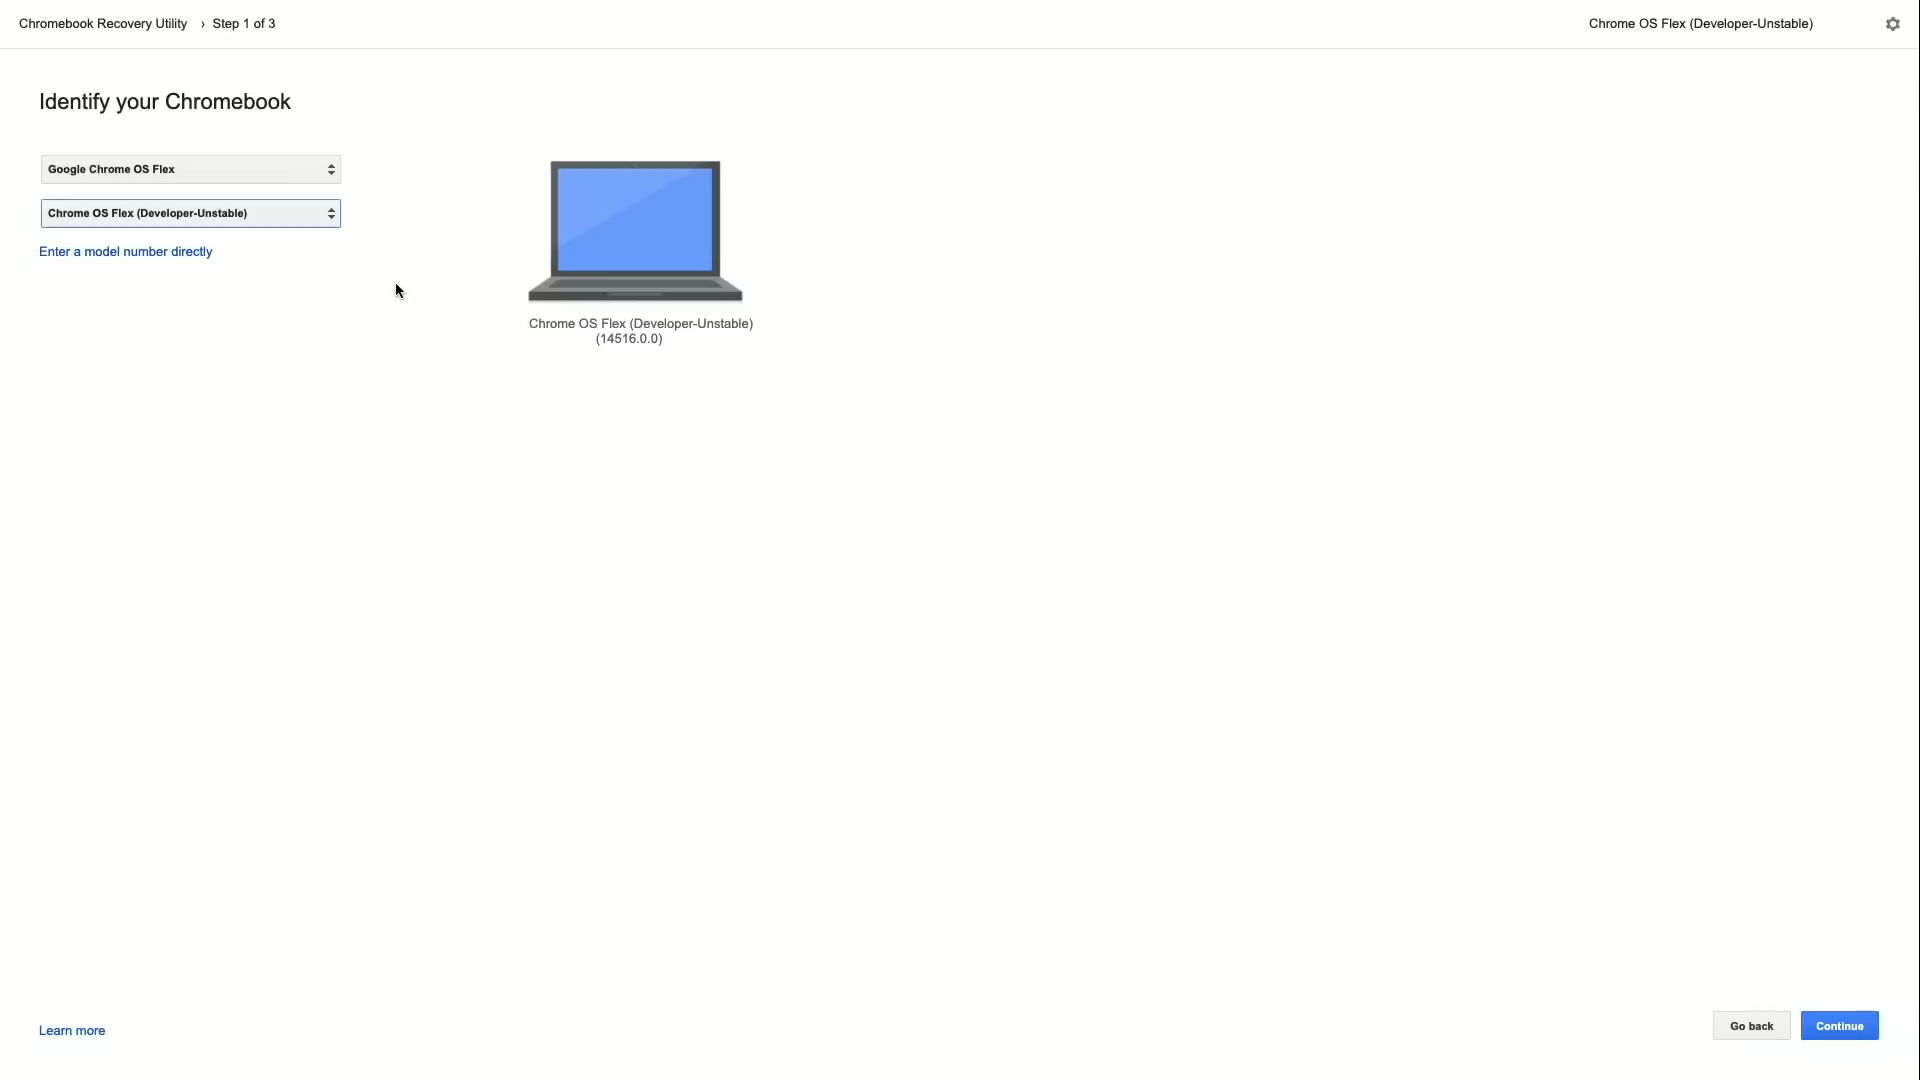 Chromebook Recovery Utility › Step 1 of 3
Chrome OS Flex (Developer-Unstable)
Identify your Chromebook
Google Chrome OS Flex
Chrome OS Flex (Developer-Unstable)
Enter a model number directly
Chrome OS Flex (Developer-Unstable)
(14516.0.0)
Learn more
Go back
Continue